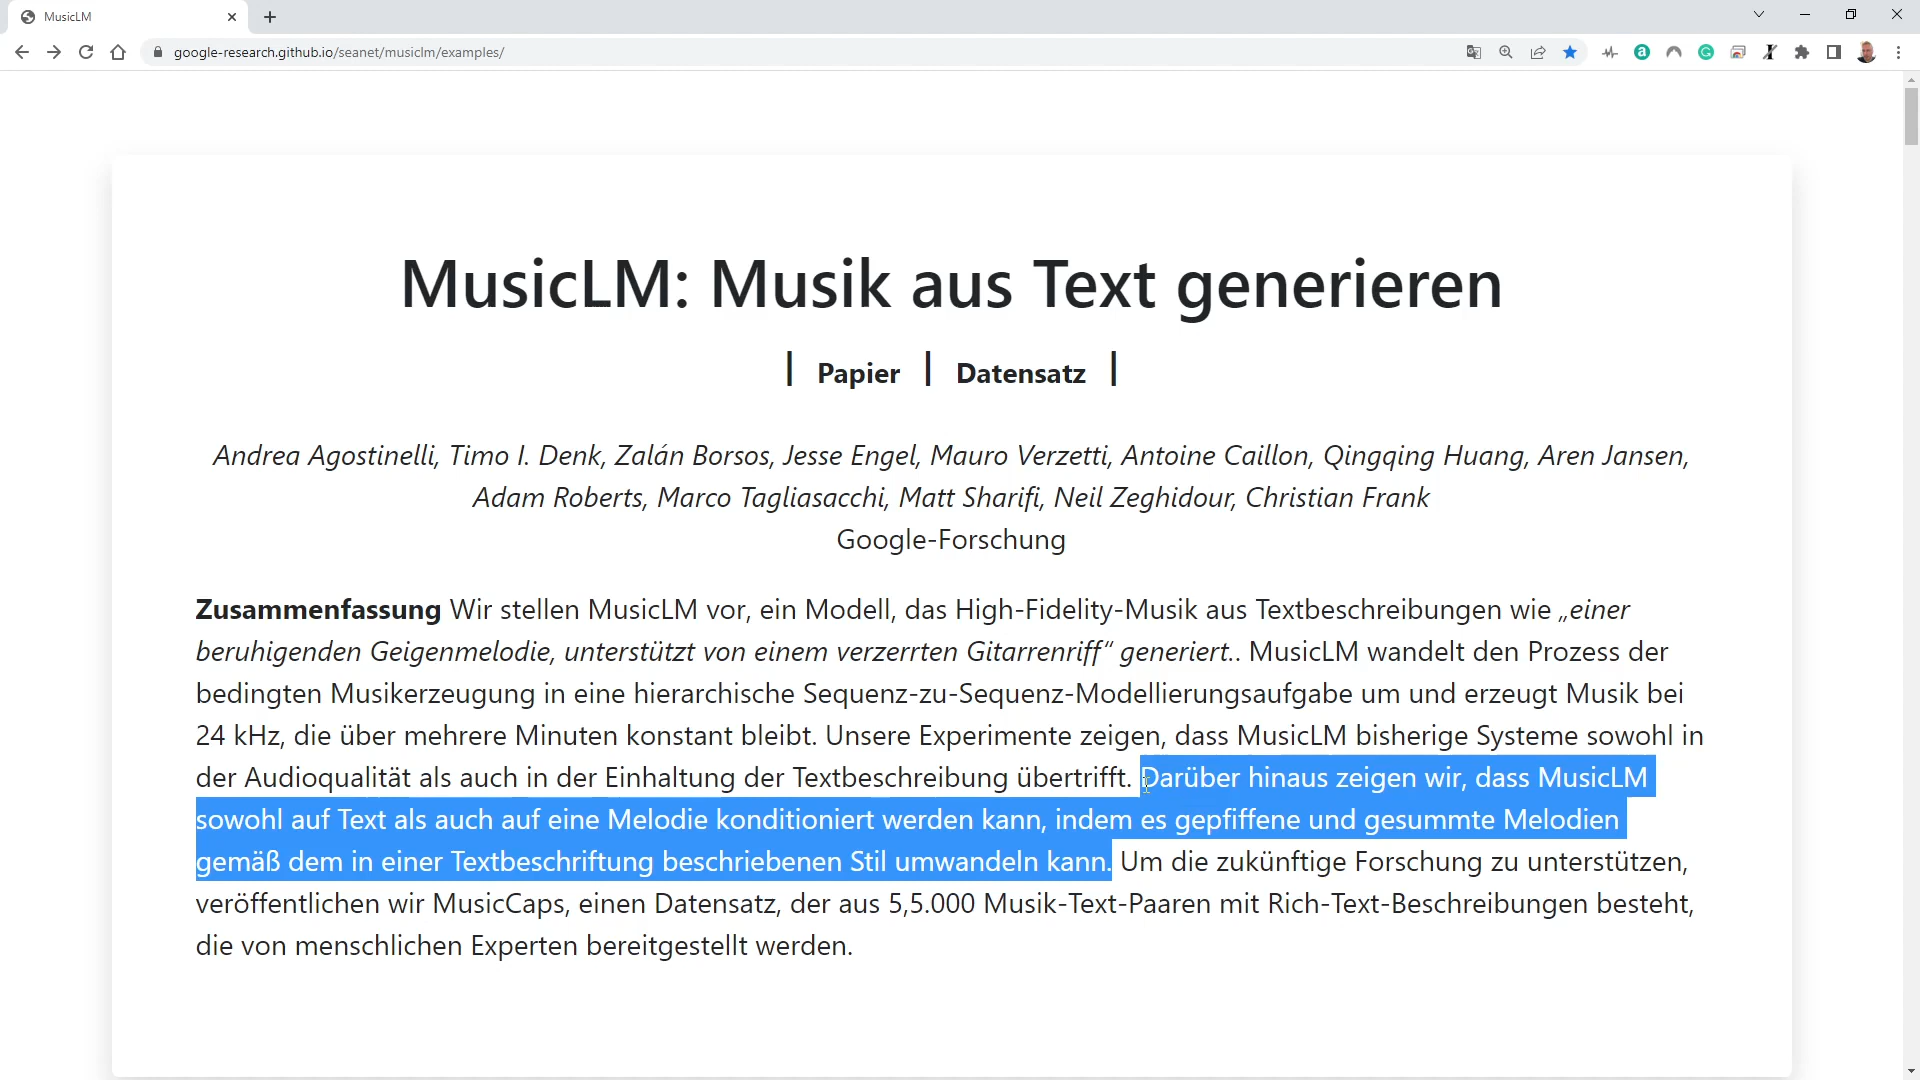 MusicLM
google-research.github.io/seanet/musiclm/examples/
MusicLM: Musik aus Text generieren
| Papier | Datensatz |
Andrea Agostinelli, Timo I. Denk, Zalán Borsos, Jesse Engel, Mauro Verzetti, Antoine Caillon, Qingqing Huang, Aren Jansen,
Adam Roberts, Marco Tagliasacchi, Matt Sharifi, Neil Zeghidour, Christian Frank
Google-Forschung
Zusammenfassung Wir stellen MusicLM vor, ein Modell, das High-Fidelity-Musik aus Textbeschreibungen wie „einer
beruhigenden Geigenmelodie, unterstützt von einem verzerrten Gitarrenriff“ generiert.. MusicLM wandelt den Prozess der
bedingten Musikerzeugung in eine hierarchische Sequenz-zu-Sequenz-Modellierungsaufgabe um und erzeugt Musik bei
24 kHz, die über mehrere Minuten konstant bleibt. Unsere Experimente zeigen, dass MusicLM bisherige Systeme sowohl in
der Audioqualität als auch in der Einhaltung der Textbeschreibung übertrifft. Darüber hinaus zeigen wir, dass MusicLM
sowohl auf Text als auch auf eine Melodie konditioniert werden kann, indem es gepfiffene und gesummte Melodien
gemäß dem in einer Textbeschriftung beschriebenen Stil umwandeln kann. Um die zukünftige Forschung zu unterstützen,
veröffentlichen wir MusicCaps, einen Datensatz, der aus 5,5.000 Musik-Text-Paaren mit Rich-Text-Beschreibungen besteht,
die von menschlichen Experten bereitgestellt werden.